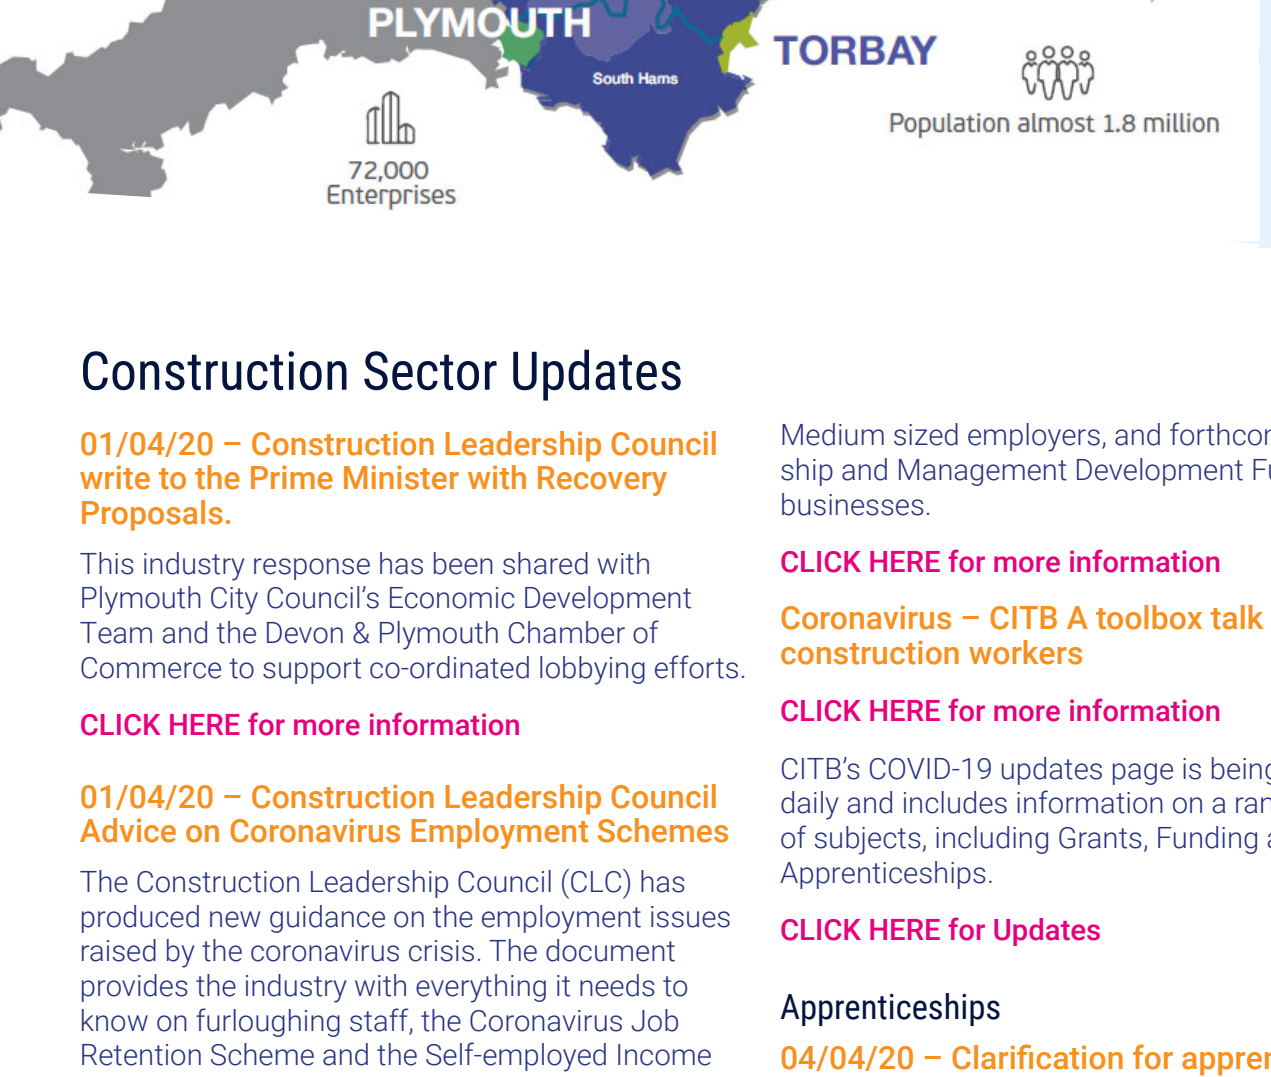 PLYMOUTH
TORBAY
South Hams
Population almost 1.8 million
72,000
Enterprises
Construction Sector Updates
01/04/20 – Construction Leadership Council
write to the Prime Minister with Recovery
Proposals.
This industry response has been shared with
Plymouth City Council’s Economic Development
Team and the Devon & Plymouth Chamber of
Commerce to support co-ordinated lobbying efforts.
CLICK HERE for more information
01/04/20 – Construction Leadership Council
Advice on Coronavirus Employment Schemes
The Construction Leadership Council (CLC) has
produced new guidance on the employment issues
raised by the coronavirus crisis. The document
provides the industry with everything it needs to
know on furloughing staff, the Coronavirus Job
Retention Scheme and the Self-employed Income
Medium sized employers, and
ship and Management Development
businesses.
CLICK HERE for more information
Coronavirus – CITB A toolbox talk
construction workers
CLICK HERE for more information
CITB’s COVID-19 updates page is being
daily and includes information on a
of subjects, including Grants, Funding
Apprenticeships.
CLICK HERE for Updates
Apprenticeships
04/04/20 – Clarification for